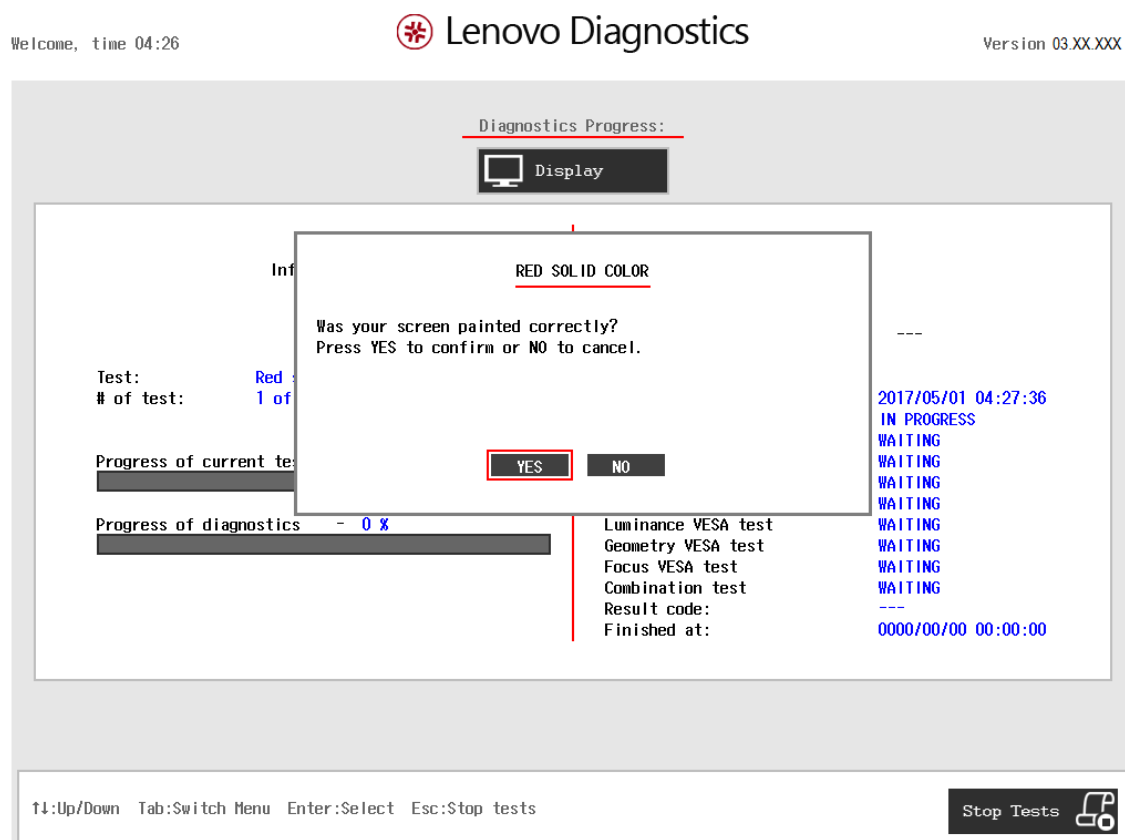 Welcome, time 04:26
Lenovo Diagnostics
Version 03.XX.XXX
Diagnostics Progress:
Display
Inf
RED SOLID COLOR
Was your screen painted correctly?
Press YES to confirm or NO to cancel.
YES NO
---
Test: Red
# of test: 1 of
Progress of current te
Progress of diagnostics - 0 %
2017/05/01 04:27:36
IN PROGRESS
WAITING
WAITING
WAITING
WAITING
Luminance VESA test WAITING
Geometry VESA test WAITING
Focus VESA test WAITING
Combination test WAITING
Result code: ---
Finished at: 0000/00/00 00:00:00
↑↓:Up/Down Tab:Switch Menu Enter:Select Esc:Stop tests
Stop Tests